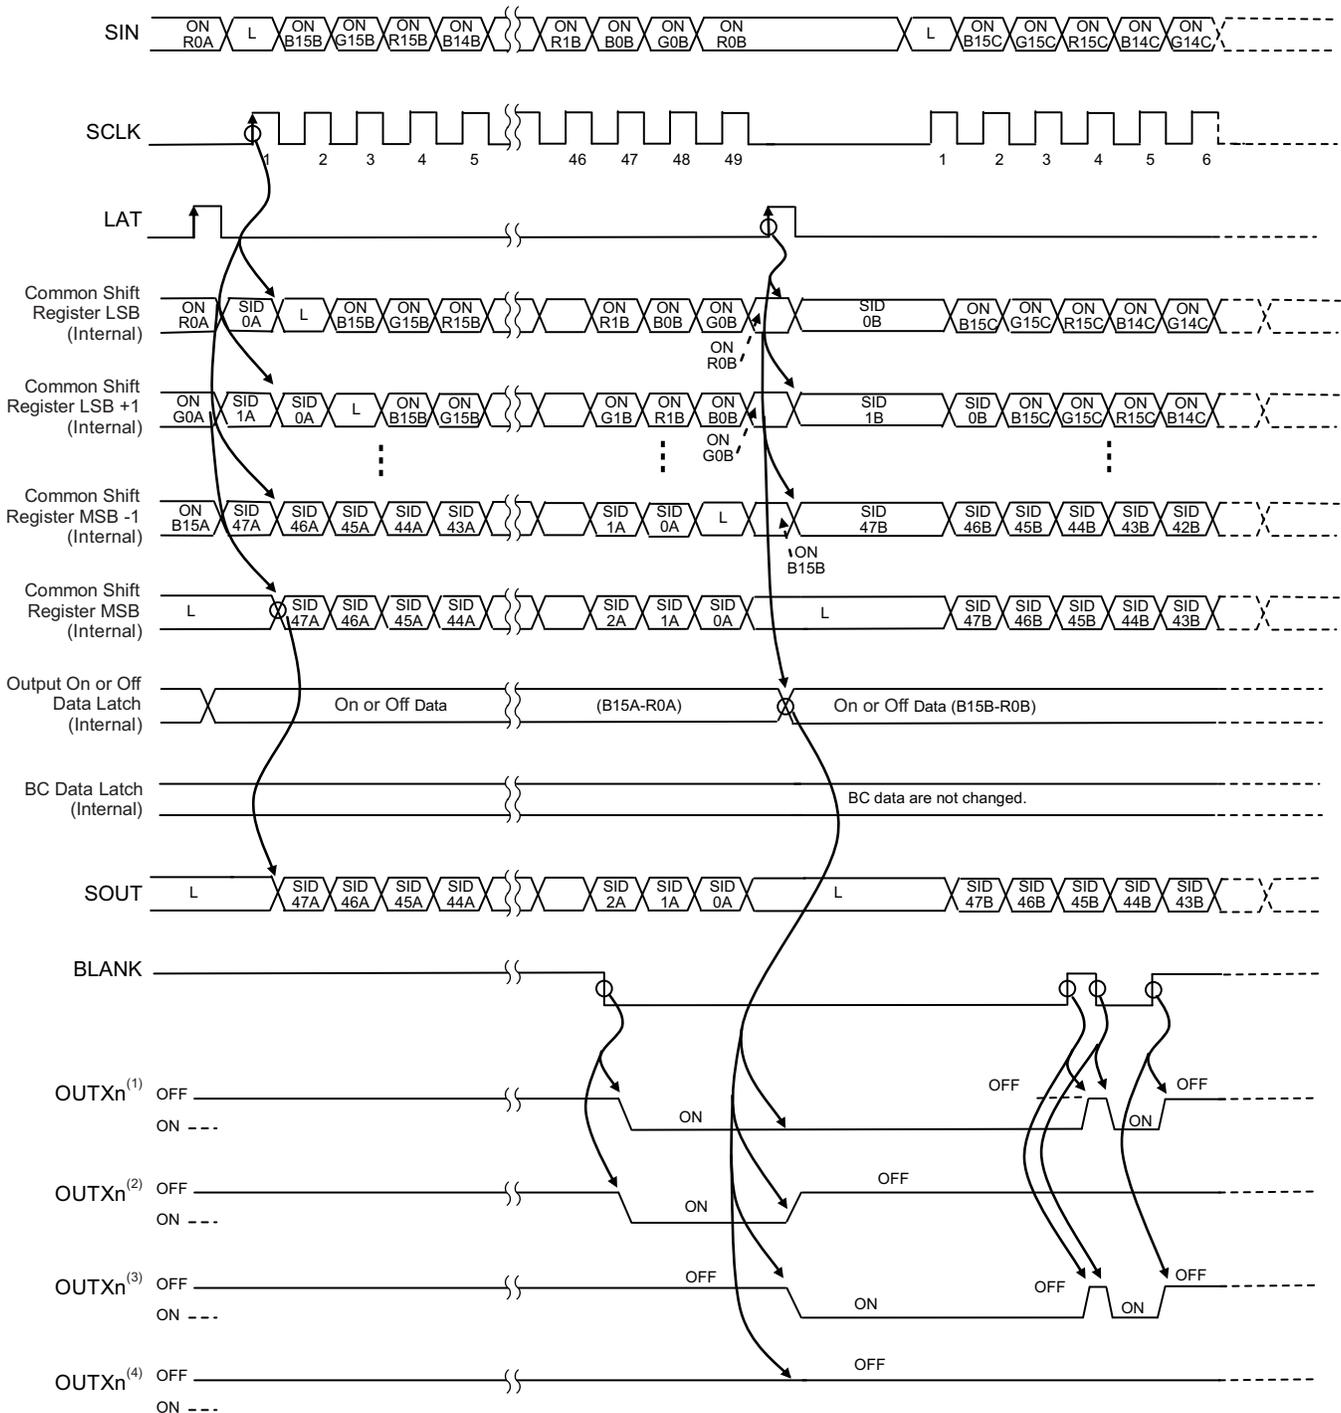 SIN ON R0A L ON B15B ON G15B ON R15B ON B14B ON R1B ON B0B ON G0B ON R0B L ON B15C ON G15C ON R15C ON B14C ON G14C
SCLK
1 2 3 4 5 46 47 48 49 1 2 3 4 5 6
LAT
Common Shift
Register LSB
(Internal)
ON R0A SID 0A L ON B15B ON G15B ON R15B ON R1B ON B0B ON G0B SID 0B ON B15C ON G15C ON R15C ON B14C ON G14C
ON
R0B
Common Shift
Register LSB +1
(Internal)
ON G0A SID 1A SID 0A L ON B15B ON G15B ON G1B ON R1B ON B0B SID 1B SID 0B ON B15C ON G15C ON R15C ON B14C
ON
G0B
Common Shift
Register MSB -1
(Internal)
ON B15A SID 47A SID 46A SID 45A SID 44A SID 43A SID 1A SID 0A L SID 47B SID 46B SID 45B SID 44B SID 43B SID 42B
ON
B15B
Common Shift
Register MSB
(Internal)
L SID 47A SID 46A SID 45A SID 44A SID 2A SID 1A SID 0A L SID 47B SID 46B SID 45B SID 44B SID 43B
Output On or Off
Data Latch
(Internal)
On or Off Data (B15A-R0A) On or Off Data (B15B-R0B)
BC Data Latch
(Internal)
BC data are not changed.
SOUT L SID 47A SID 46A SID 45A SID 44A SID 2A SID 1A SID 0A L SID 47B SID 46B SID 45B SID 44B SID 43B
BLANK
OUTXn(1) OFF OFF OFF
ON ON ON
OUTXn(2) OFF OFF
ON ON
OUTXn(3) OFF OFF OFF OFF
ON ON ON
OUTXn(4) OFF OFF
ON